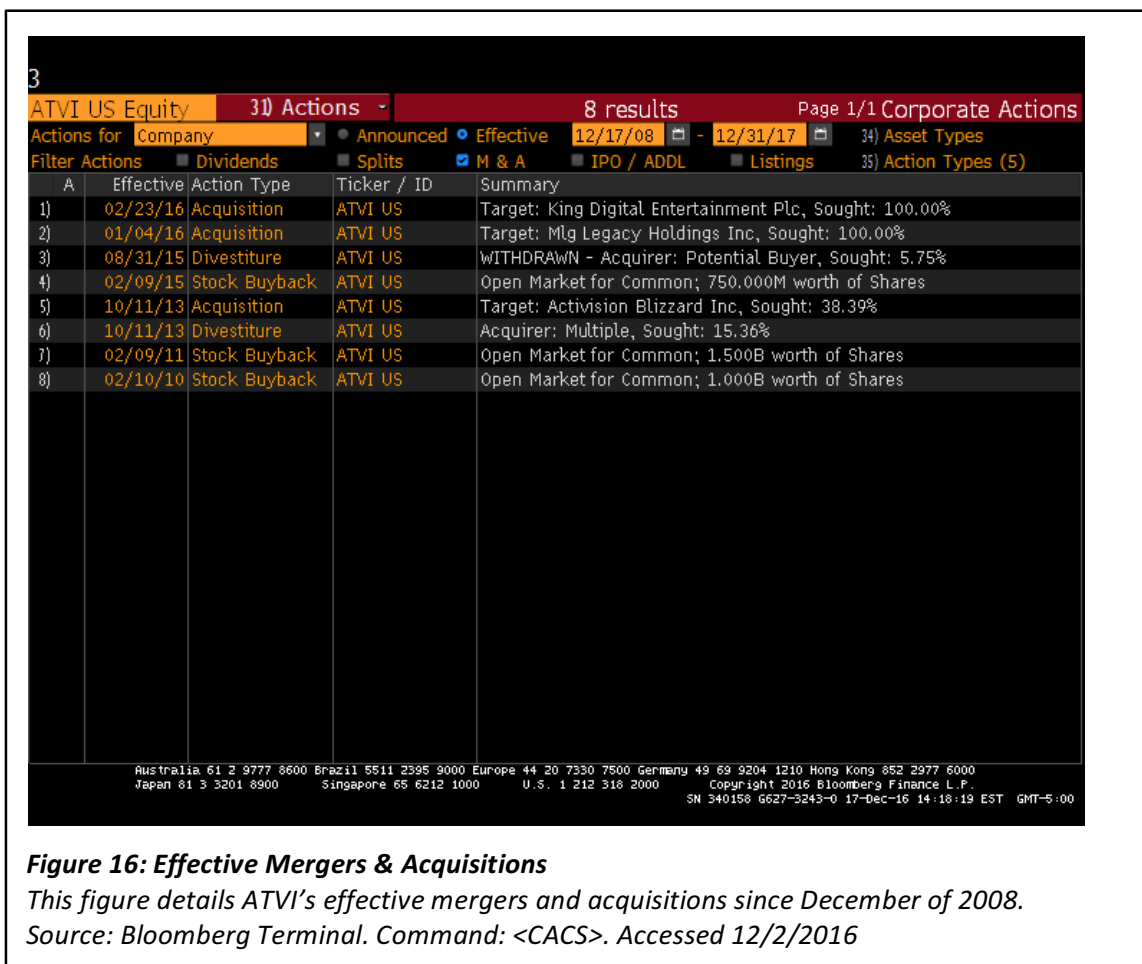 3
ATVI US Equity 31) Actions 8 results Page 1/1 Corporate Actions
Actions for Company Announced Effective 12/17/08 - 12/31/17 34) Asset Types
Filter Actions Dividends Splits M & A IPO / ADDL Listings 35) Action Types (5)
A Effective Action Type Ticker / ID Summary
1) 02/23/16 Acquisition ATVI US Target: King Digital Entertainment Plc, Sought: 100.00%
2) 01/04/16 Acquisition ATVI US Target: Mlg Legacy Holdings Inc, Sought: 100.00%
3) 08/31/15 Divestiture ATVI US WITHDRAWN - Acquirer: Potential Buyer, Sought: 5.75%
4) 02/09/15 Stock Buyback ATVI US Open Market for Common; 750.000M worth of Shares
5) 10/11/13 Acquisition ATVI US Target: Activision Blizzard Inc, Sought: 38.39%
6) 10/11/13 Divestiture ATVI US Acquirer: Multiple, Sought: 15.36%
7) 02/09/11 Stock Buyback ATVI US Open Market for Common; 1.500B worth of Shares
8) 02/10/10 Stock Buyback ATVI US Open Market for Common; 1.000B worth of Shares
Australia 61 2 9777 8600 Brazil 5511 2395 9000 Europe 44 20 7330 7500 Germany 49 69 9204 1210 Hong Kong 852 2977 6000
Japan 81 3 3201 8900 Singapore 65 6212 1000 U.S. 1 212 318 2000 Copyright 2016 Bloomberg Finance L.P.
SN 340158 G627-3243-0 17-Dec-16 14:18:19 EST GMT-5:00
Figure 16: Effective Mergers & Acquisitions
This figure details ATVI’s effective mergers and acquisitions since December of 2008.
Source: Bloomberg Terminal. Command: <CACS>. Accessed 12/2/2016